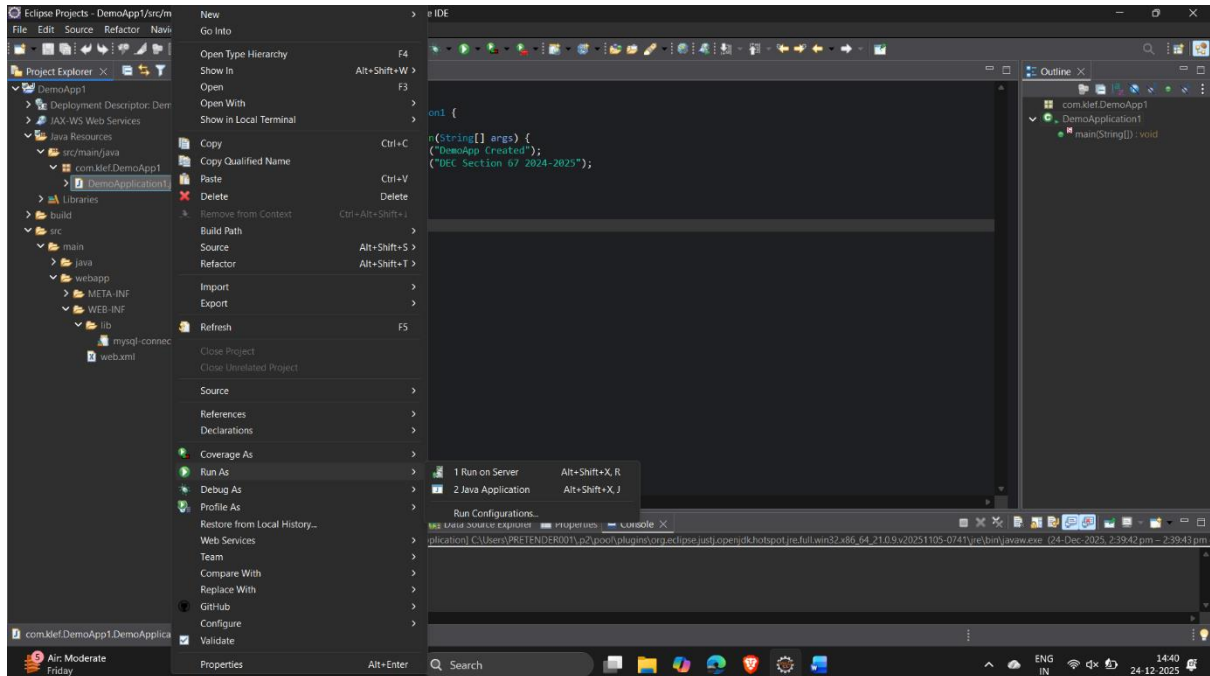 Eclipse Projects - DemoApp1/src/m
e IDE
File Edit Source Refactor Navi
Project Explorer
DemoApp1
Deployment Descriptor: Dem
JAX-WS Web Services
Java Resources
src/main/java
com.klef.DemoApp1
DemoApplication1.
Libraries
build
src
main
java
webapp
META-INF
WEB-INF
lib
mysql-connec
web.xml
New
Go Into
Open Type Hierarchy F4
Show In Alt+Shift+W >
Open F3
Open With
Show in Local Terminal
Copy Ctrl+C
Copy Qualified Name
Paste Ctrl+V
Delete Delete
Remove from Context Ctrl+Alt+Shift+↓
Build Path
Source Alt+Shift+S >
Refactor Alt+Shift+T >
Import
Export
Refresh F5
Close Project
Close Unrelated Project
Source
References
Declarations
Coverage As
Run As
Debug As
Profile As
Restore from Local History...
Web Services
Team
Compare With
Replace With
GitHub
Configure
Validate
Properties Alt+Enter
1 Run on Server Alt+Shift+X, R
2 Java Application Alt+Shift+X, J
Run Configurations...
on1 {
n(String[] args) {
("DemoApp Created");
("DEC Section 67 2024-2025");
Outline
com.klef.DemoApp1
DemoApplication1
main(String[]) : void
Data Source Explorer Properties Console
plication] C:\Users\PRETENDER001\.p2\pool\plugins\org.eclipse.justj.openjdk.hotspot.jre.full.win32.x86_64_21.0.9.v20251105-0741\jre\bin\javaw.exe (24-Dec-2025, 2:39:42 pm – 2:39:43 pm
com.klef.DemoApp1.DemoApplica
5
Air: Moderate
Friday
Search
ENG
IN
14:40
24-12-2025